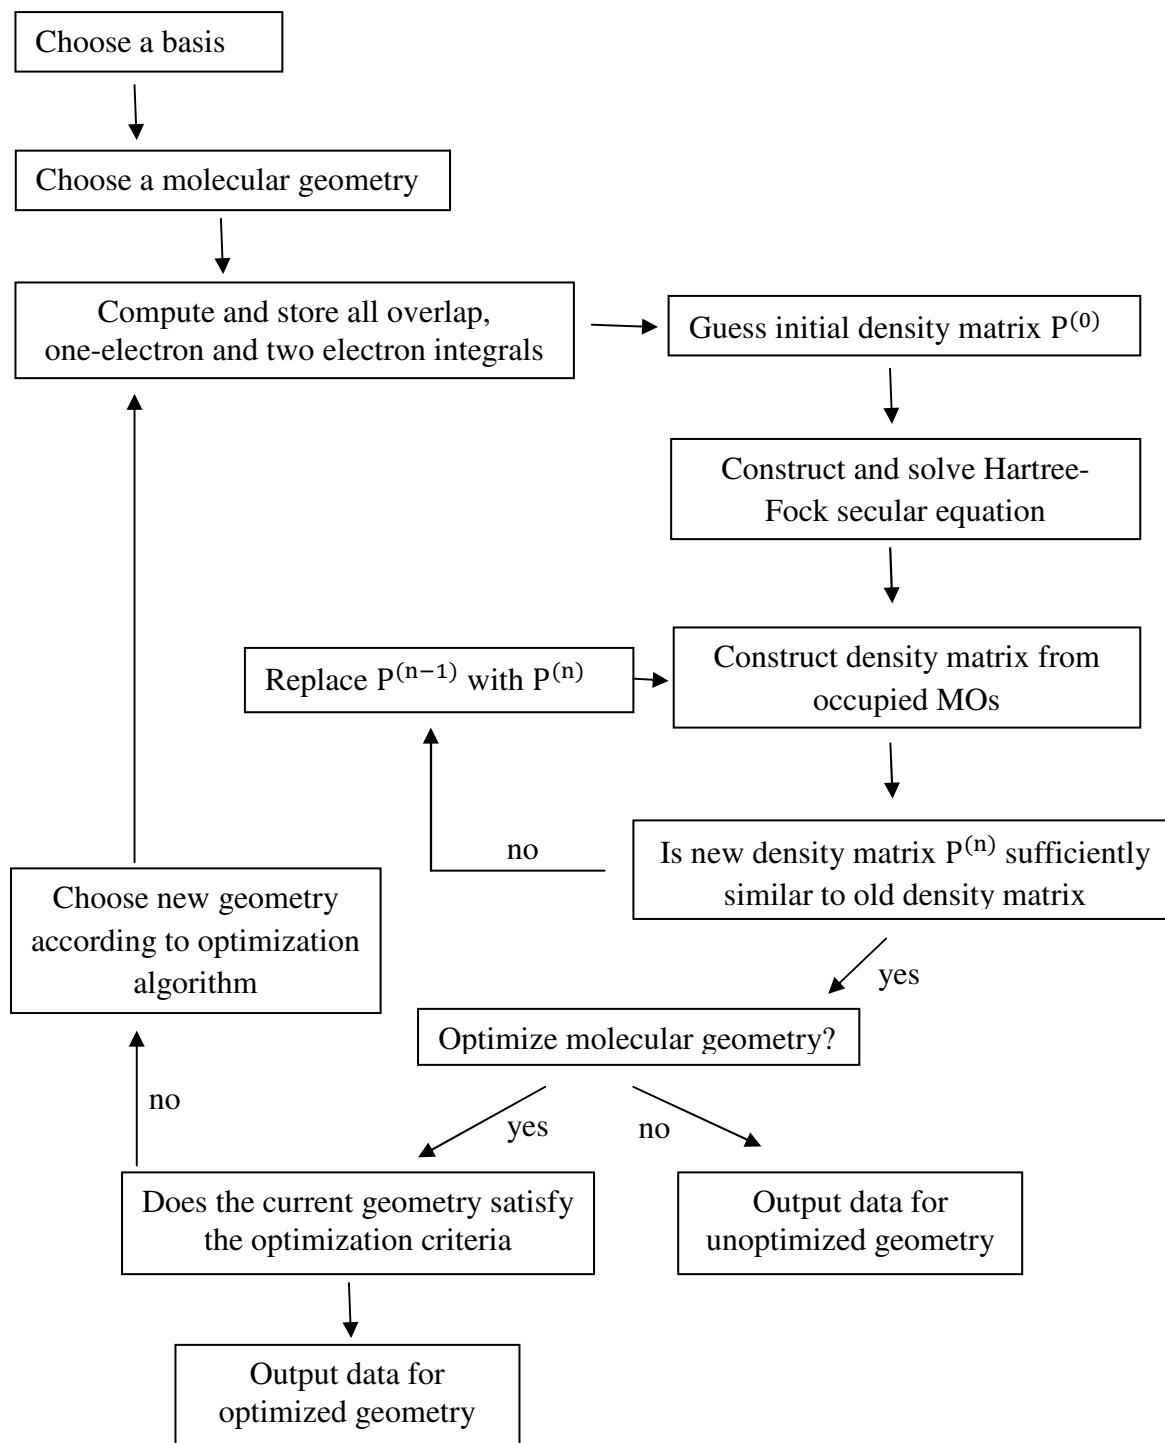 Choose a basis
Choose a molecular geometry
Compute and store all overlap,
one-electron and two electron integrals
Guess initial density matrix P⁽⁰⁾
Construct and solve Hartree-
Fock secular equation
Replace P⁽ⁿ⁻¹⁾ with P⁽ⁿ⁾
Construct density matrix from
occupied MOs
no
Is new density matrix P⁽ⁿ⁾ sufficiently
similar to old density matrix
Choose new geometry
according to optimization
algorithm
yes
Optimize molecular geometry?
no
yes
no
Does the current geometry satisfy
the optimization criteria
Output data for
unoptimized geometry
Output data for
optimized geometry